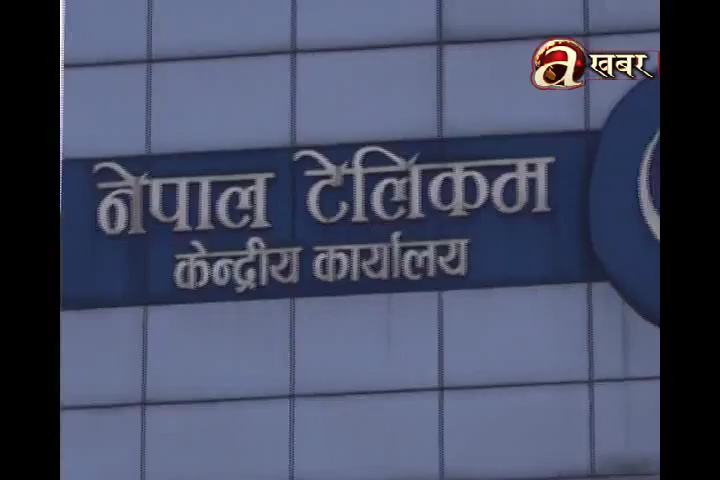 a खबर
नेपाल टेलिकम
केन्द्रीय कार्यालय